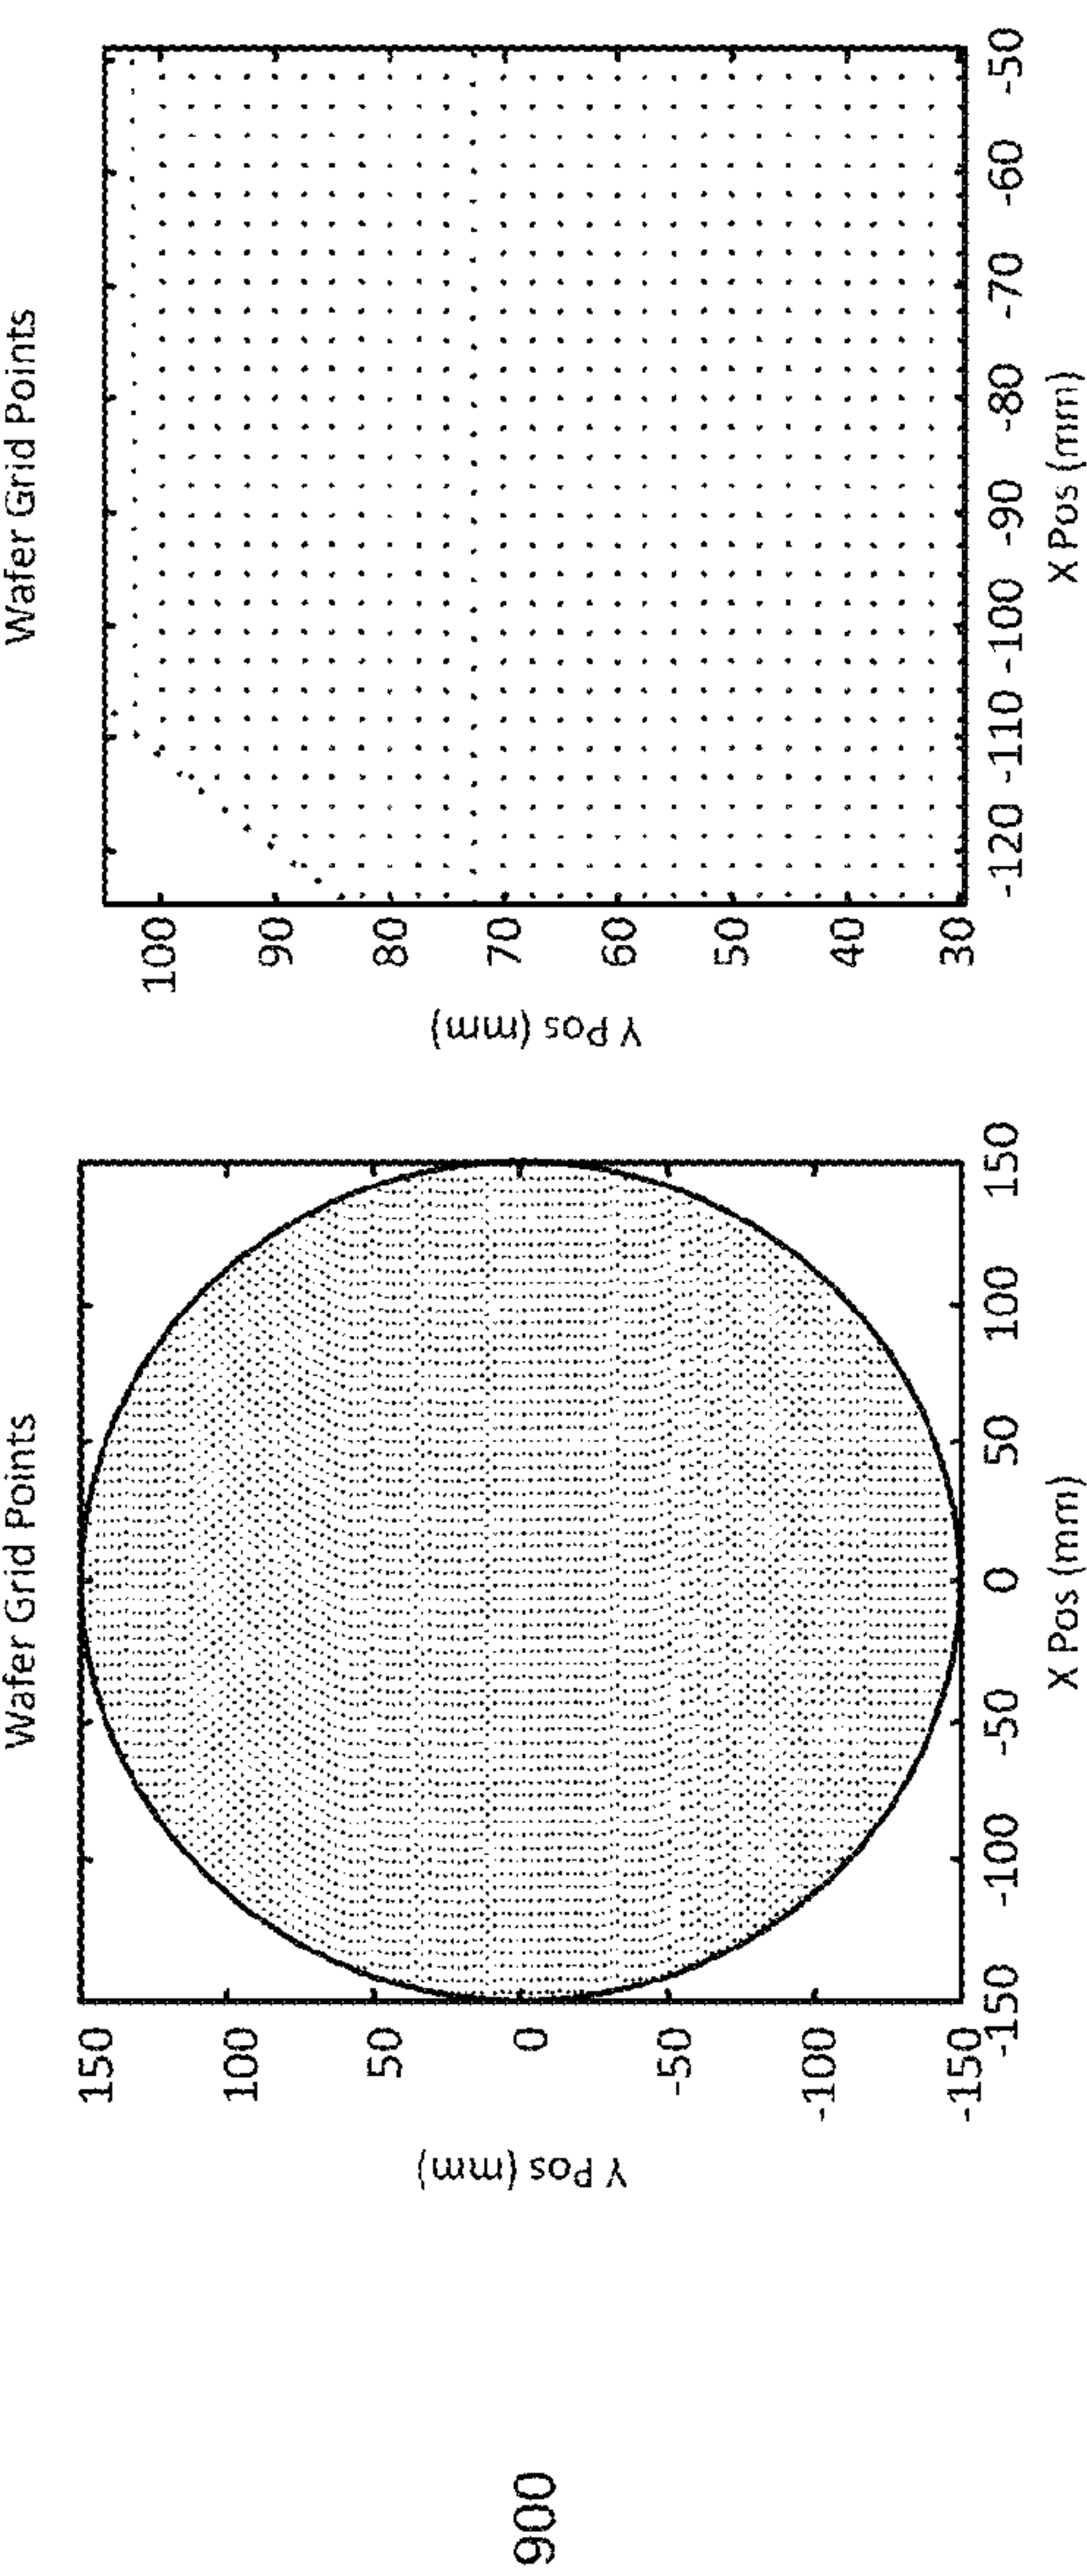 900
Wafer Grid Points
Y Pos (mm)
150
100
50
0
-50
-100
-150
-150 -100 -50 0 50 100 150
X Pos (mm)
Wafer Grid Points
Y Pos (mm)
100
90
80
70
60
50
40
30
-120 -110 -100 -90 -80 -70 -60 -50
X Pos (mm)